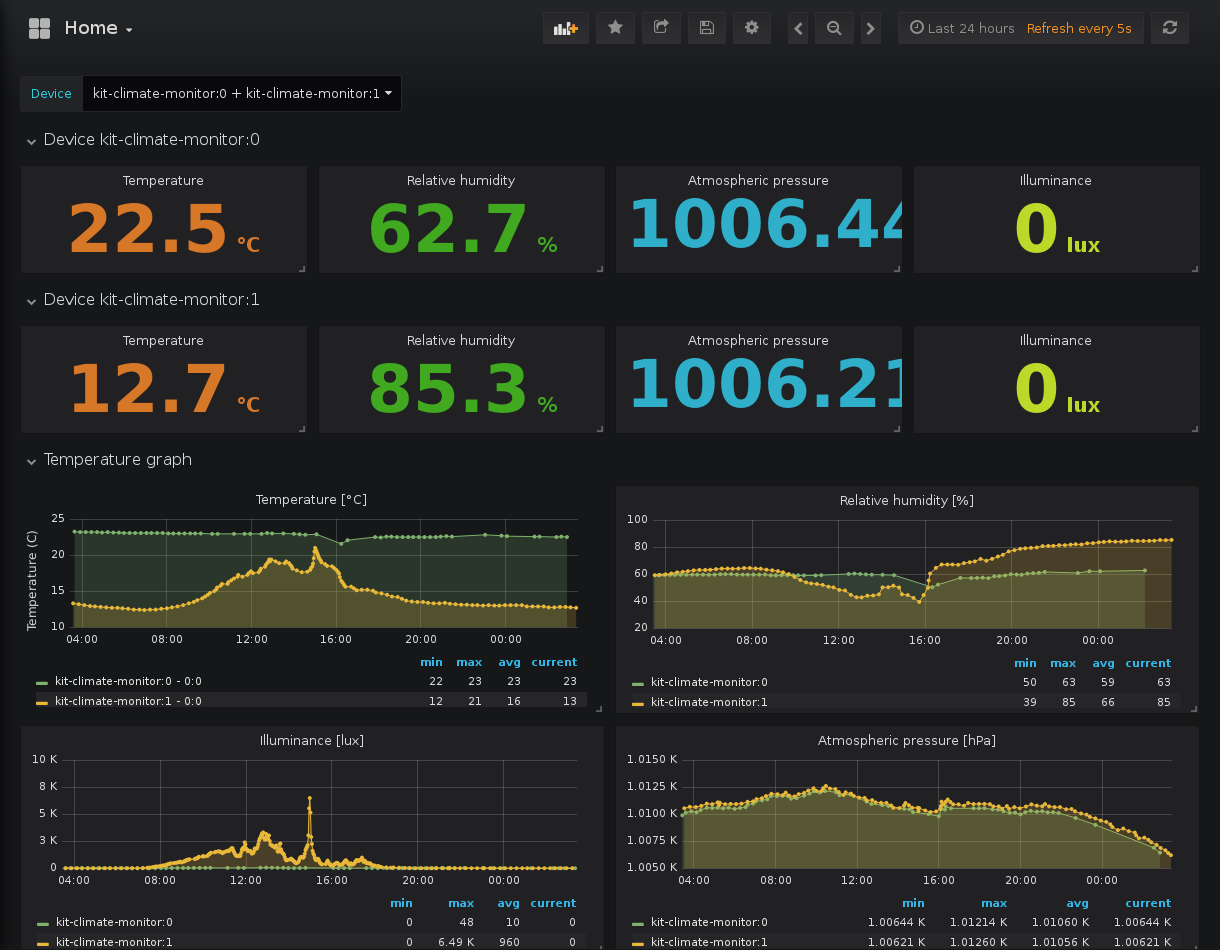 Home
Last 24 hours Refresh every 5s
Device kit-climate-monitor:0 + kit-climate-monitor:1
Device kit-climate-monitor:0
Temperature Relative humidity Atmospheric pressure Illuminance
22.5 °C 62.7 % 1006.44 0 lux
Device kit-climate-monitor:1
Temperature Relative humidity Atmospheric pressure Illuminance
12.7 °C 85.3 % 1006.21 0 lux
Temperature graph
Temperature [°C]
Temperature (C)
25
20
15
10
04:00 08:00 12:00 16:00 20:00 00:00
min max avg current
kit-climate-monitor:0 - 0:0 22 23 23 23
kit-climate-monitor:1 - 0:0 12 21 16 13
Relative humidity [%]
100
80
60
40
20
04:00 08:00 12:00 16:00 20:00 00:00
min max avg current
kit-climate-monitor:0 50 63 59 63
kit-climate-monitor:1 39 85 66 85
Illuminance [lux]
10 K
8 K
5 K
3 K
0
04:00 08:00 12:00 16:00 20:00 00:00
min max avg current
kit-climate-monitor:0 0 48 10 0
kit-climate-monitor:1 0 6.49 K 960 0
Atmospheric pressure [hPa]
1.0150 K
1.0125 K
1.0100 K
1.0075 K
1.0050 K
04:00 08:00 12:00 16:00 20:00 00:00
min max avg current
kit-climate-monitor:0 1.00644 K 1.01214 K 1.01060 K 1.00644 K
kit-climate-monitor:1 1.00621 K 1.01260 K 1.01056 K 1.00621 K